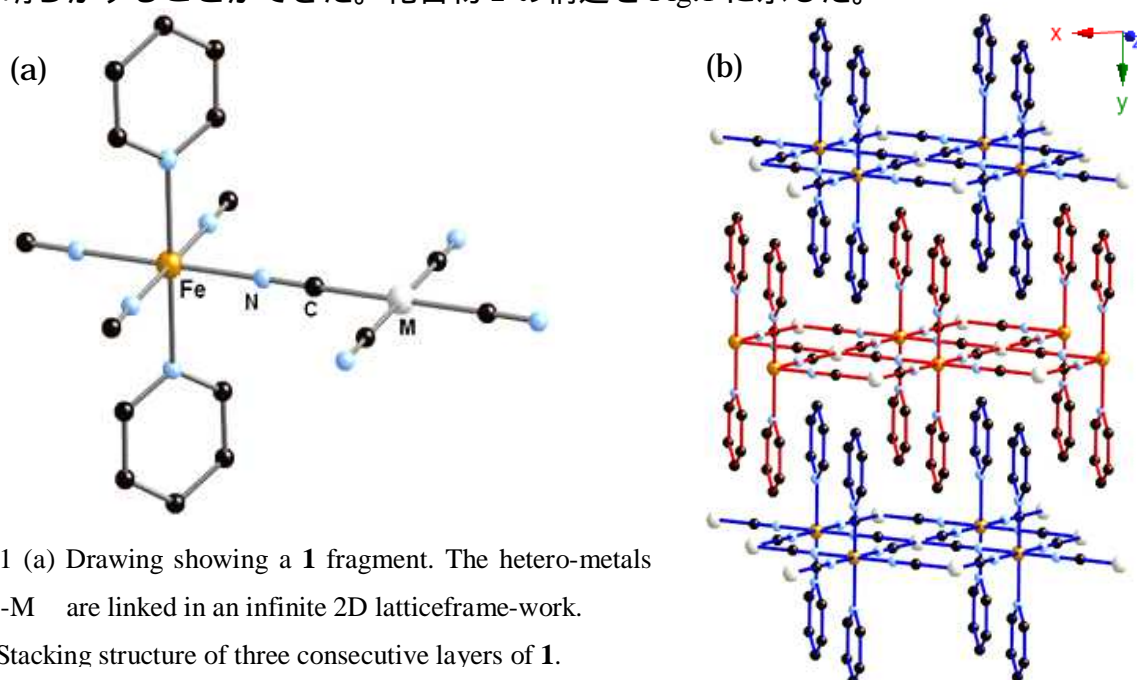 (a)
(b)
x
z
y
Fe
N
C
M
1 (a) Drawing showing a 1 fragment. The hetero-metals
-M are linked in an infinite 2D latticeframe-work.
Stacking structure of three consecutive layers of 1.